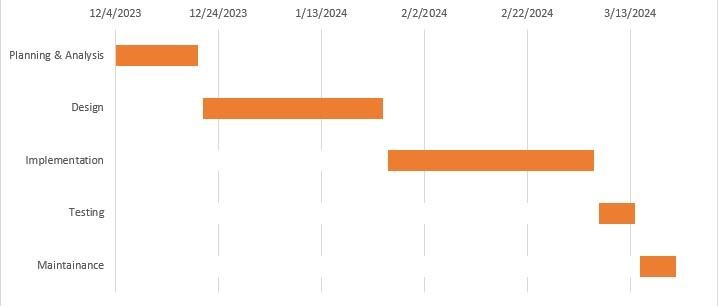 12/4/2023 12/24/2023 1/13/2024 2/2/2024 2/22/2024 3/13/2024
Planning & Analysis
Design
Implementation
Testing
Maintainance